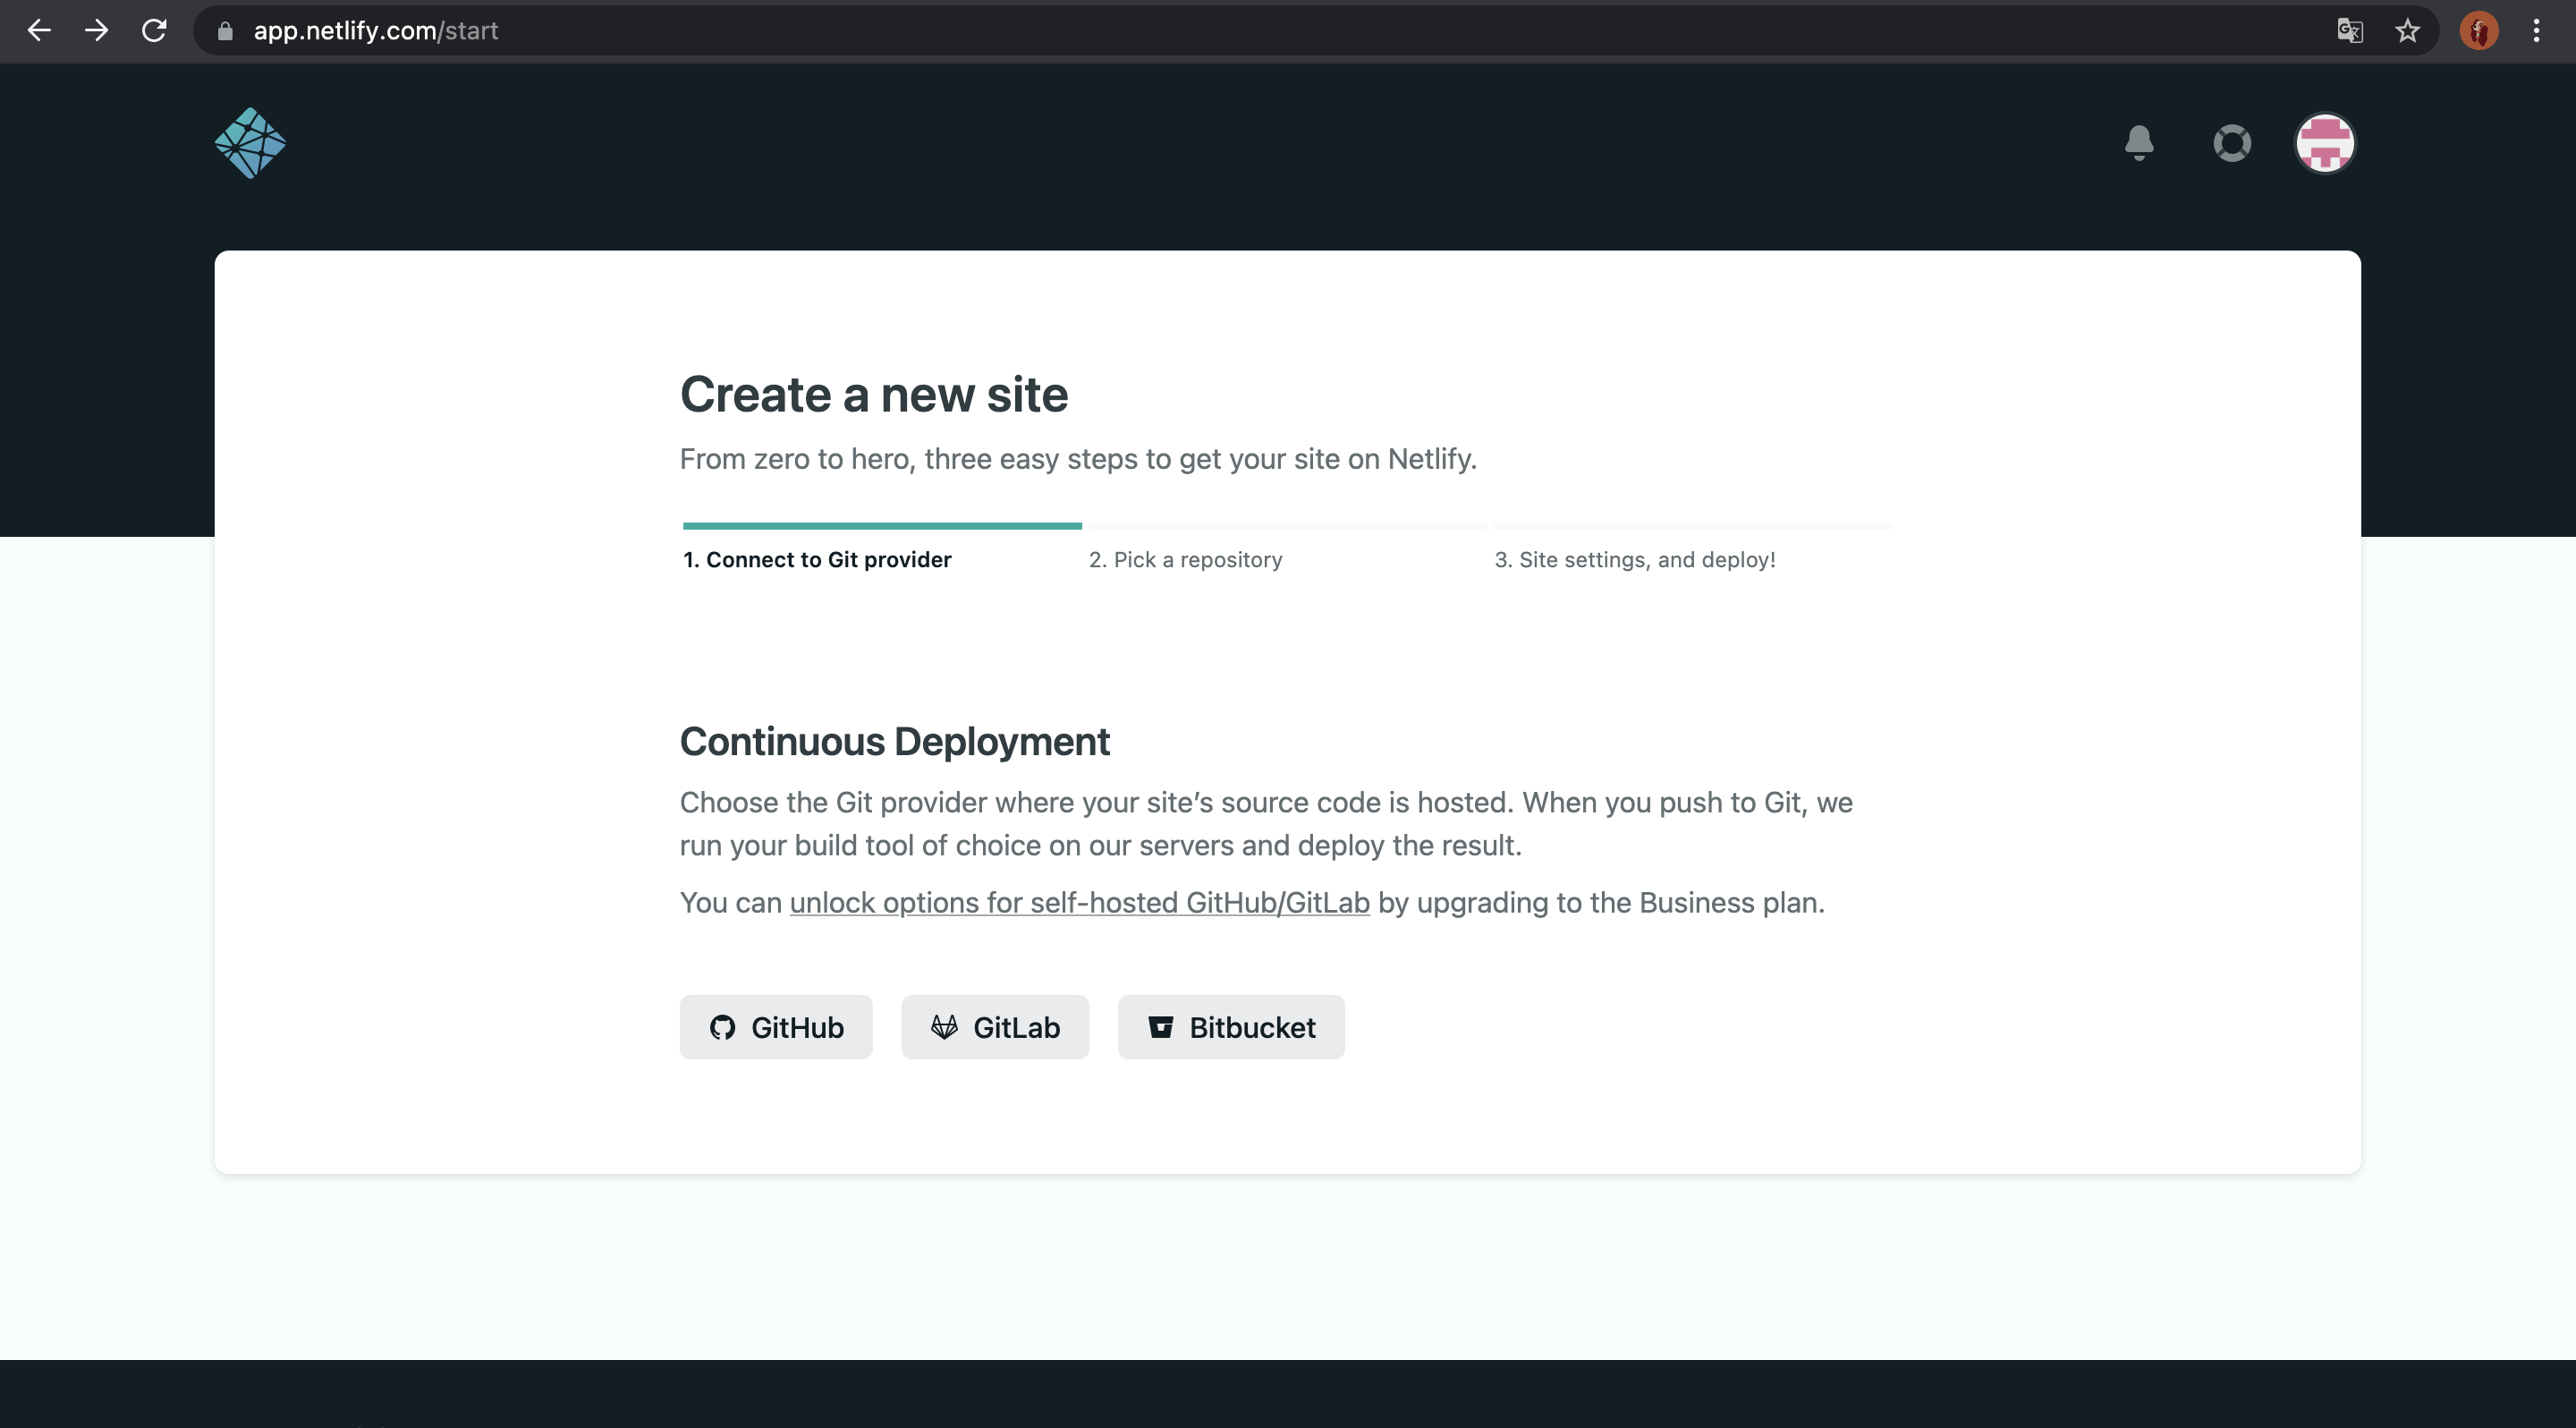 app.netlify.com/start
Create a new site
From zero to hero, three easy steps to get your site on Netlify.
1. Connect to Git provider
2. Pick a repository
3. Site settings, and deploy!
Continuous Deployment
Choose the Git provider where your site’s source code is hosted. When you push to Git, we
run your build tool of choice on our servers and deploy the result.
You can unlock options for self-hosted GitHub/GitLab by upgrading to the Business plan.
GitHub
GitLab
Bitbucket